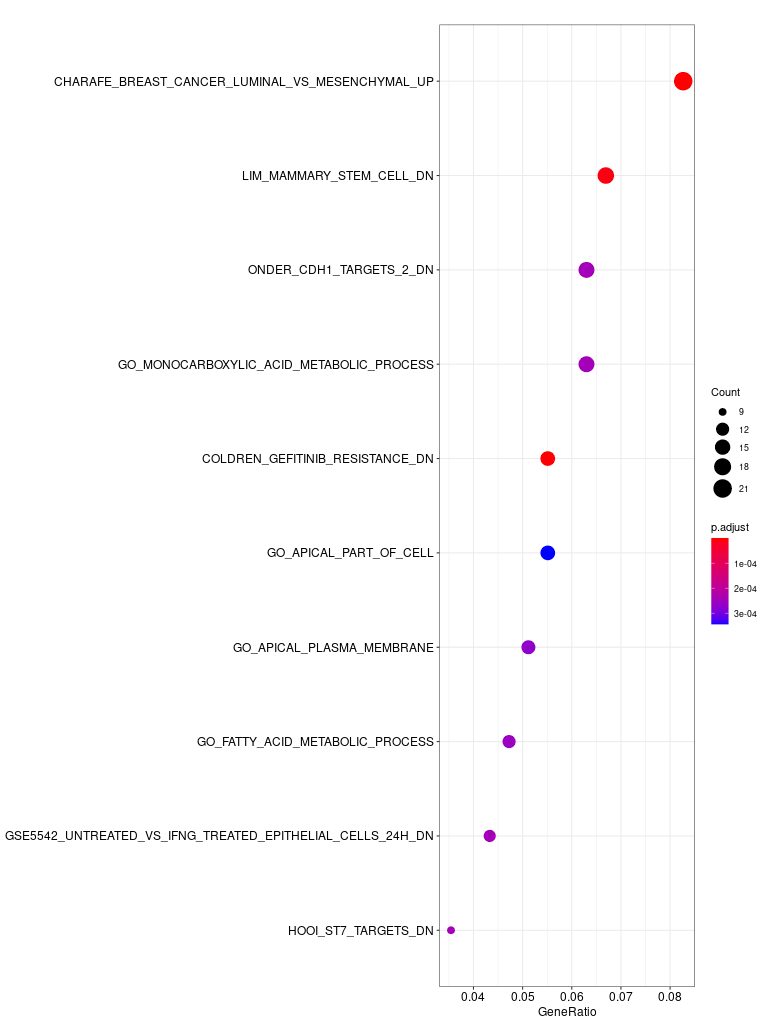 CHARAFE_BREAST_CANCER_LUMINAL_VS_MESENCHYMAL_UP
LIM_MAMMARY_STEM_CELL_DN
ONDER_CDH1_TARGETS_2_DN
GO_MONOCARBOXYLIC_ACID_METABOLIC_PROCESS
COLDREN_GEFITINIB_RESISTANCE_DN
GO_APICAL_PART_OF_CELL
GO_APICAL_PLASMA_MEMBRANE
GO_FATTY_ACID_METABOLIC_PROCESS
GSE5542_UNTREATED_VS_IFNG_TREATED_EPITHELIAL_CELLS_24H_DN
HOOI_ST7_TARGETS_DN
0.04 0.05 0.06 0.07 0.08
GeneRatio
Count
9
12
15
18
21
p.adjust
1e-04
2e-04
3e-04